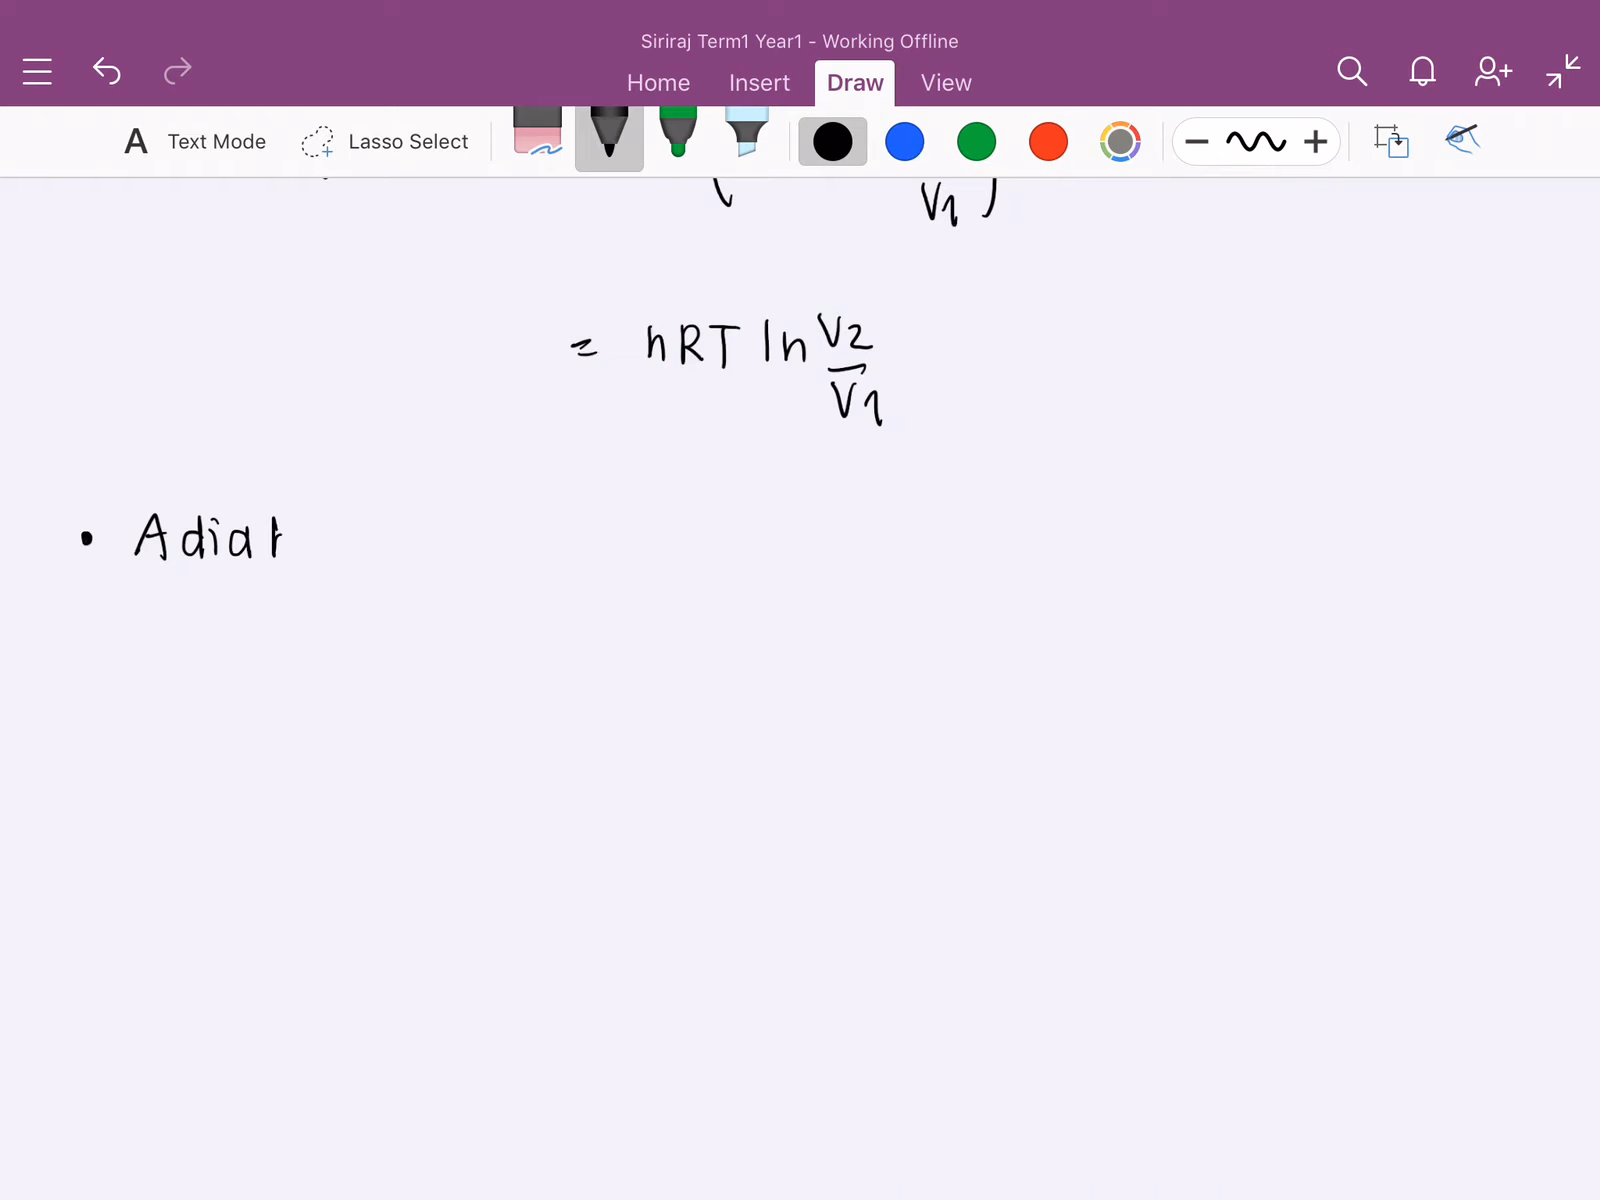 Siriraj Term1 Year1 - Working Offline
Home Insert Draw View
A Text Mode Lasso Select
V1 )
= nRT ln V2
V1
• Adiat